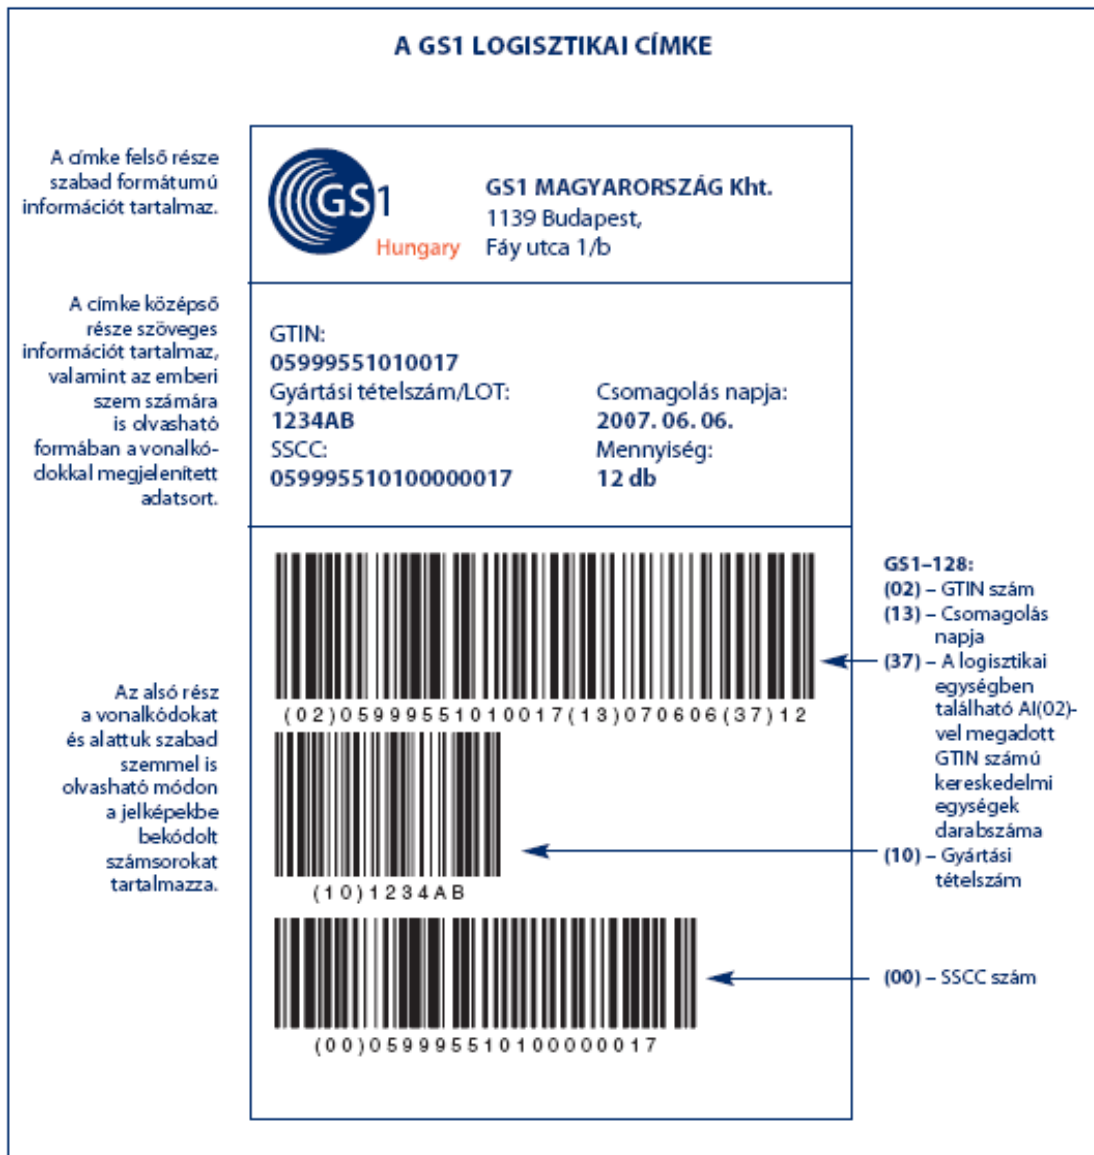 A GS1 LOGISZTIKAI CÍMKE
A címke felső része
szabad formátumú
információt tartalmaz.
GS1
Hungary
GS1 MAGYARORSZÁG Kht.
1139 Budapest,
Fáy utca 1/b
A címke középső
része szöveges
információt tartalmaz,
valamint az emberi
szem számára
is olvasható
formában a vonalkó-
dokkal megjelenített
adatsort.
GTIN:
05999551010017
Gyártási tételszám/LOT:
1234AB
SSCC:
059995510100000017
Csomagolás napja:
2007. 06. 06.
Mennyiség:
12 db
Az alsó rész
a vonalkódokat
és alattuk szabad
szemmel is
olvasható módon
a jelképekbe
bekódolt
számsorokat
tartalmazza.
(02)05999551010017(13)070606(37)12
(10)1234AB
(00)059995510100000017
GS1–128:
(02) – GTIN szám
(13) – Csomagolás
napja
(37) – A logisztikai
egységben
található AI(02)-
vel megadott
GTIN számú
kereskedelmi
egységek
darabszáma
(10) – Gyártási
tételszám
(00) – SSCC szám